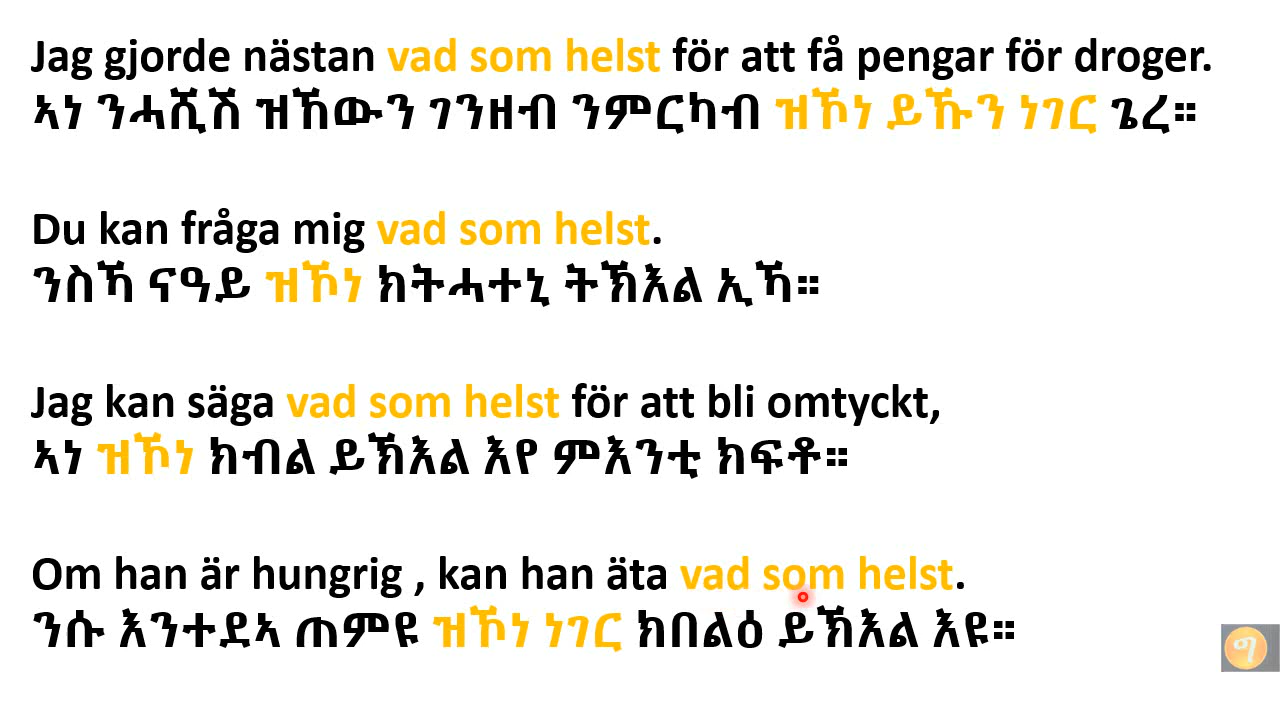 Jag gjorde nästan vad som helst för att få pengar för droger.
ኣነ ንሓሺሽ ዝኸውን ገንዘብ ንምርካብ ዝኾነ ይኹን ነገር ጌረ።
Du kan fråga mig vad som helst.
ንስኻ ናዓይ ዝኾነ ክትሓተኒ ትኽእል ኢኻ።
Jag kan säga vad som helst för att bli omtyckt,
ኣነ ዝኾነ ክብል ይኽእል እየ ምእንቲ ክፍቶ።
Om han är hungrig , kan han äta vad som helst.
ንሱ እንተደኣ ጠምዩ ዝኾነ ነገር ክበልዕ ይኽእል እዩ።
ግ